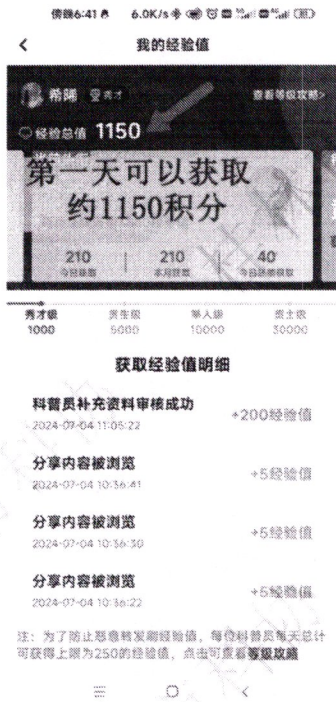 傍晚6:41
6.0K/s
我的经验值
希晞
秀才
查看等级攻略>
经验总值 1150
第一天可以获取
约1150积分
210
210
40
今日获取
本月获取
秀才级
贡生级
举人级
贡士级
1000
5000
10000
30000
获取经验值明细
科普员补充资料审核成功
+200经验值
2024-07-04 11:05:22
分享内容被浏览
+5经验值
2024-07-04 10:56:41
分享内容被浏览
+5经验值
2024-07-04 10:56:30
分享内容被浏览
+5经验值
2024-07-04 10:56:22
注：为了防止恶意转发刷经验值，每位科普员每天总计
可获得上限为250的经验值，点击可查看等级攻略